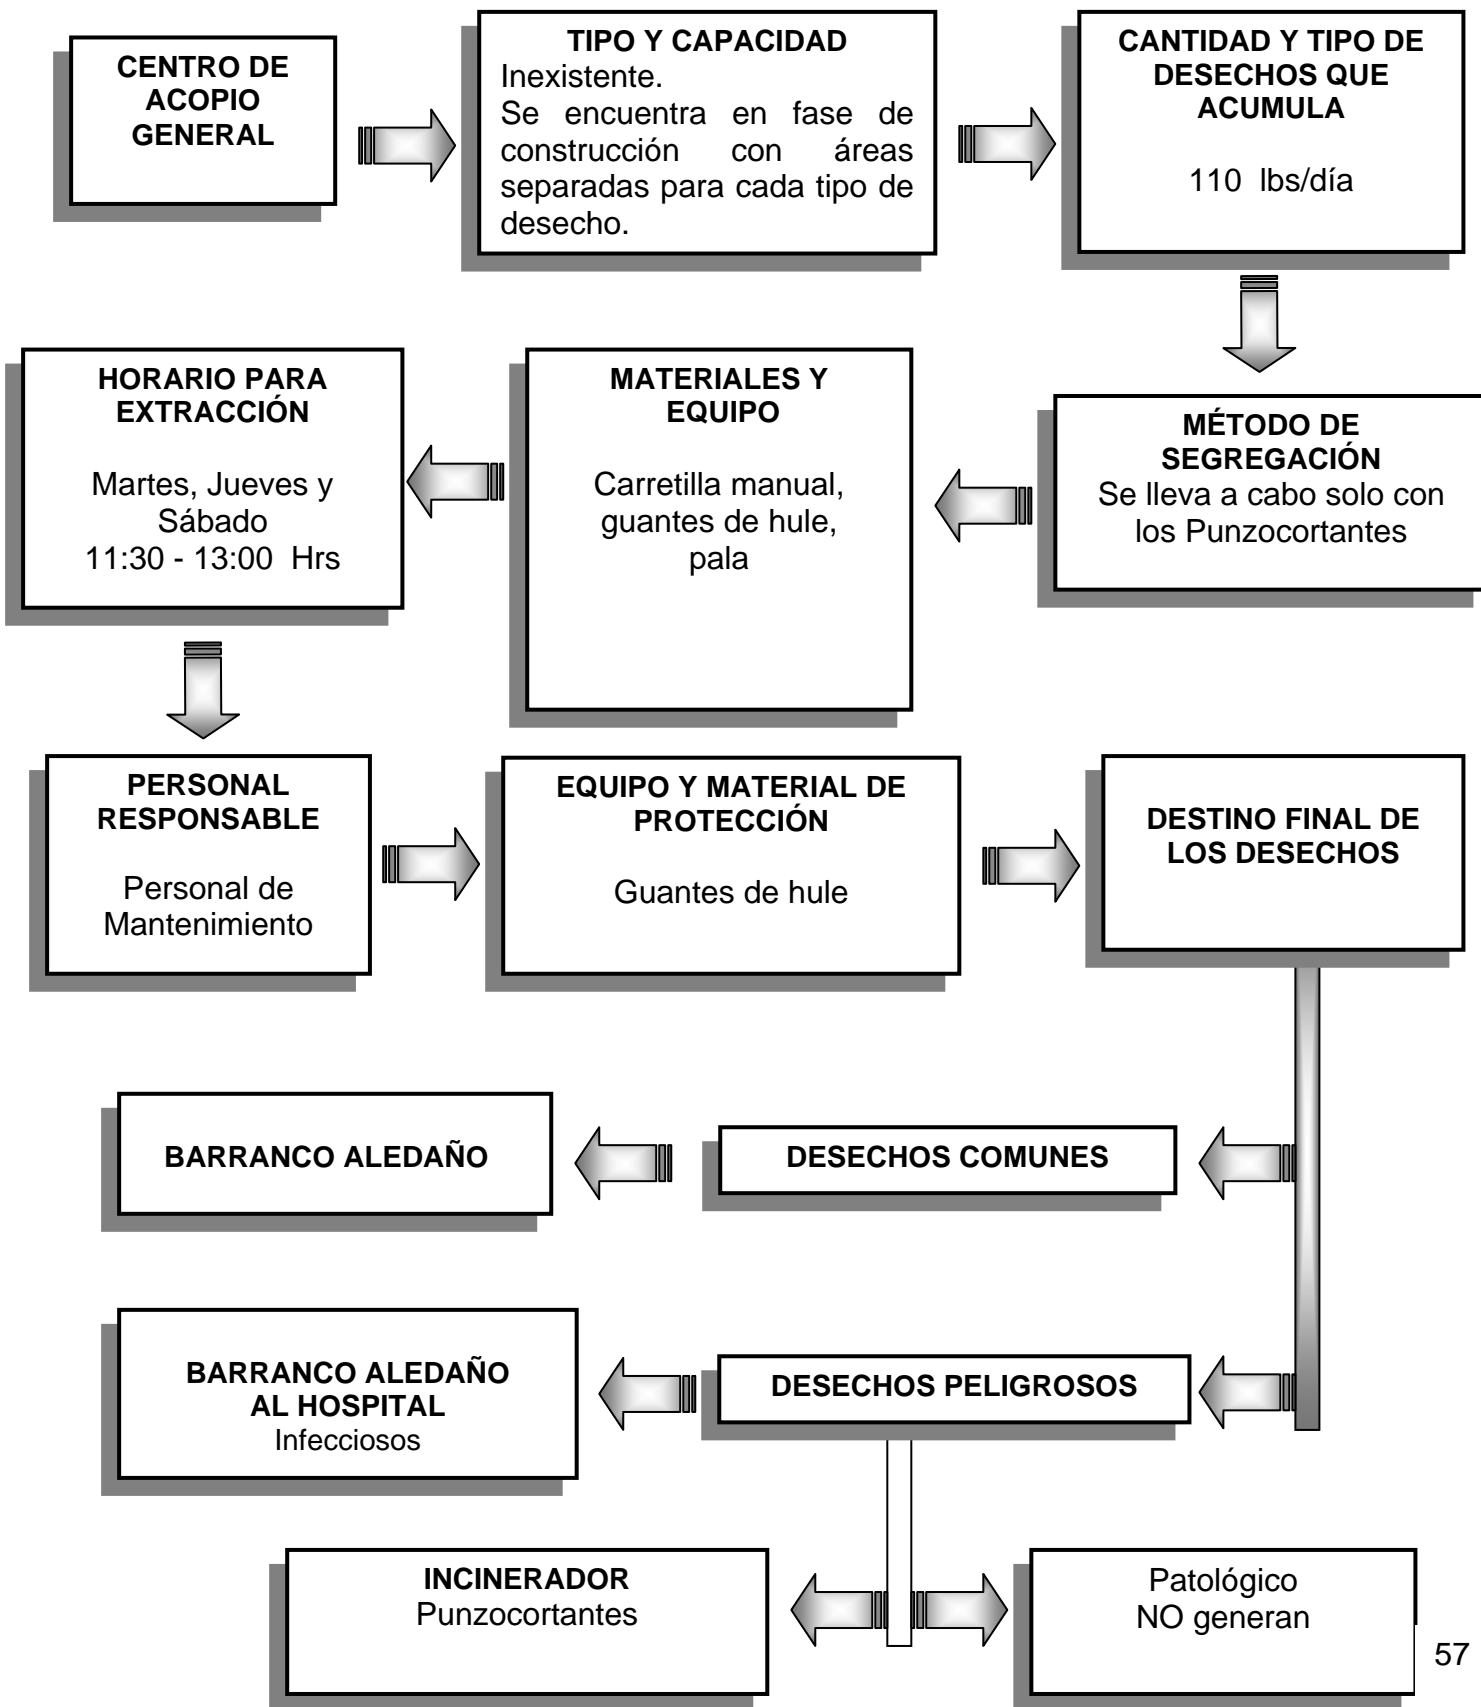 CENTRO DE
ACOPIO
GENERAL
TIPO Y CAPACIDAD
Inexistente.
Se encuentra en fase de
construcción con áreas
separadas para cada tipo de
desecho.
CANTIDAD Y TIPO DE
DESECHOS QUE
ACUMULA
110 lbs/día
MÉTODO DE
SEGREGACIÓN
Se lleva a cabo solo con
los Punzocortantes
MATERIALES Y
EQUIPO
Carretilla manual,
guantes de hule,
pala
HORARIO PARA
EXTRACCIÓN
Martes, Jueves y
Sábado
11:30 - 13:00 Hrs
PERSONAL
RESPONSABLE
Personal de
Mantenimiento
EQUIPO Y MATERIAL DE
PROTECCIÓN
Guantes de hule
DESTINO FINAL DE
LOS DESECHOS
DESECHOS COMUNES
BARRANCO ALEDAÑO
DESECHOS PELIGROSOS
BARRANCO ALEDAÑO
AL HOSPITAL
Infecciosos
INCINERADOR
Punzocortantes
Patológico
NO generan
57